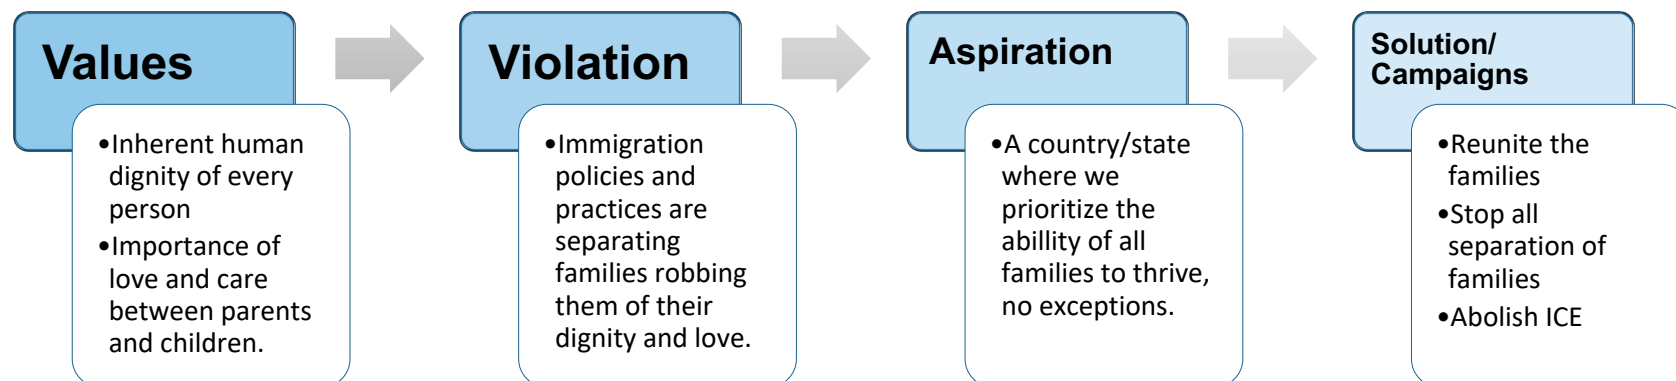 Values
•Inherent human
dignity of every
person
•Importance of
love and care
between parents
and children.
Violation
•Immigration
policies and
practices are
separating
families robbing
them of their
dignity and love.
Aspiration
•A country/state
where we
prioritize the
abillity of all
families to thrive,
no exceptions.
Solution/
Campaigns
•Reunite the
families
•Stop all
separation of
families
•Abolish ICE